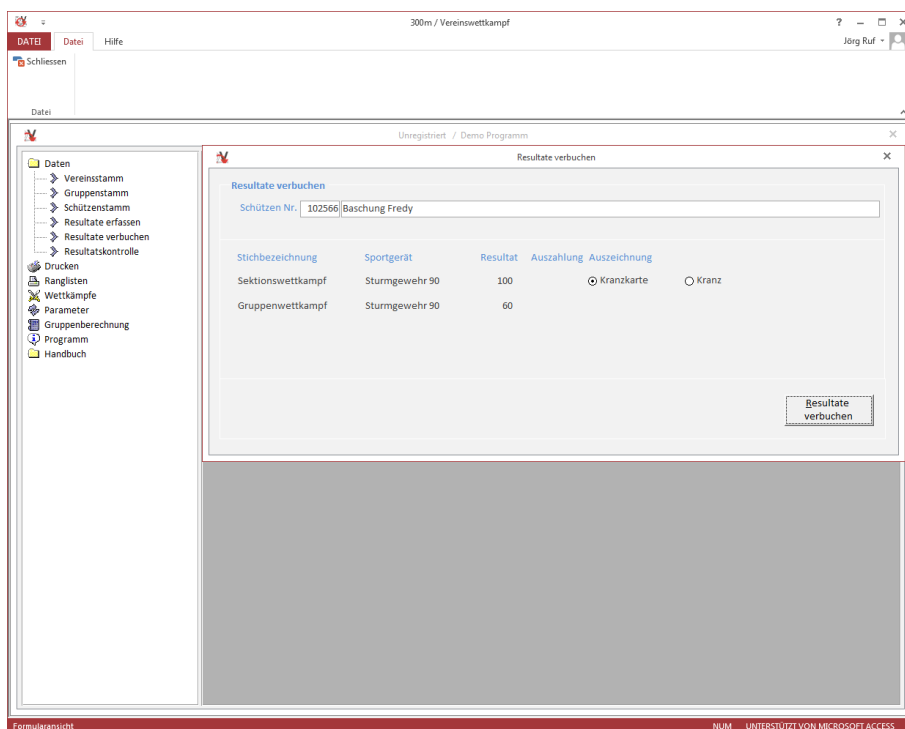 300m / Vereinswettkampf
DATEI Datei Hilfe Jörg Ruf
Schliessen
Datei
Unregistriert / Demo Programm
Daten
Vereinsstamm
Gruppenstamm
Schützenstamm
Resultate erfassen
Resultate verbuchen
Resultatskontrolle
Drucken
Ranglisten
Wettkämpfe
Parameter
Gruppenberechnung
Programm
Handbuch
Resultate verbuchen
Resultate verbuchen
Schützen Nr. 102566 Baschung Fredy
Stichbezeichnung Sportgerät Resultat Auszahlung Auszeichnung
Sektionswettkampf Sturmgewehr 90 100 Kranzkarte Kranz
Gruppenwettkampf Sturmgewehr 90 60
Resultate
verbuchen
Formularansicht NUM UNTERSTÜTZT VON MICROSOFT ACCESS